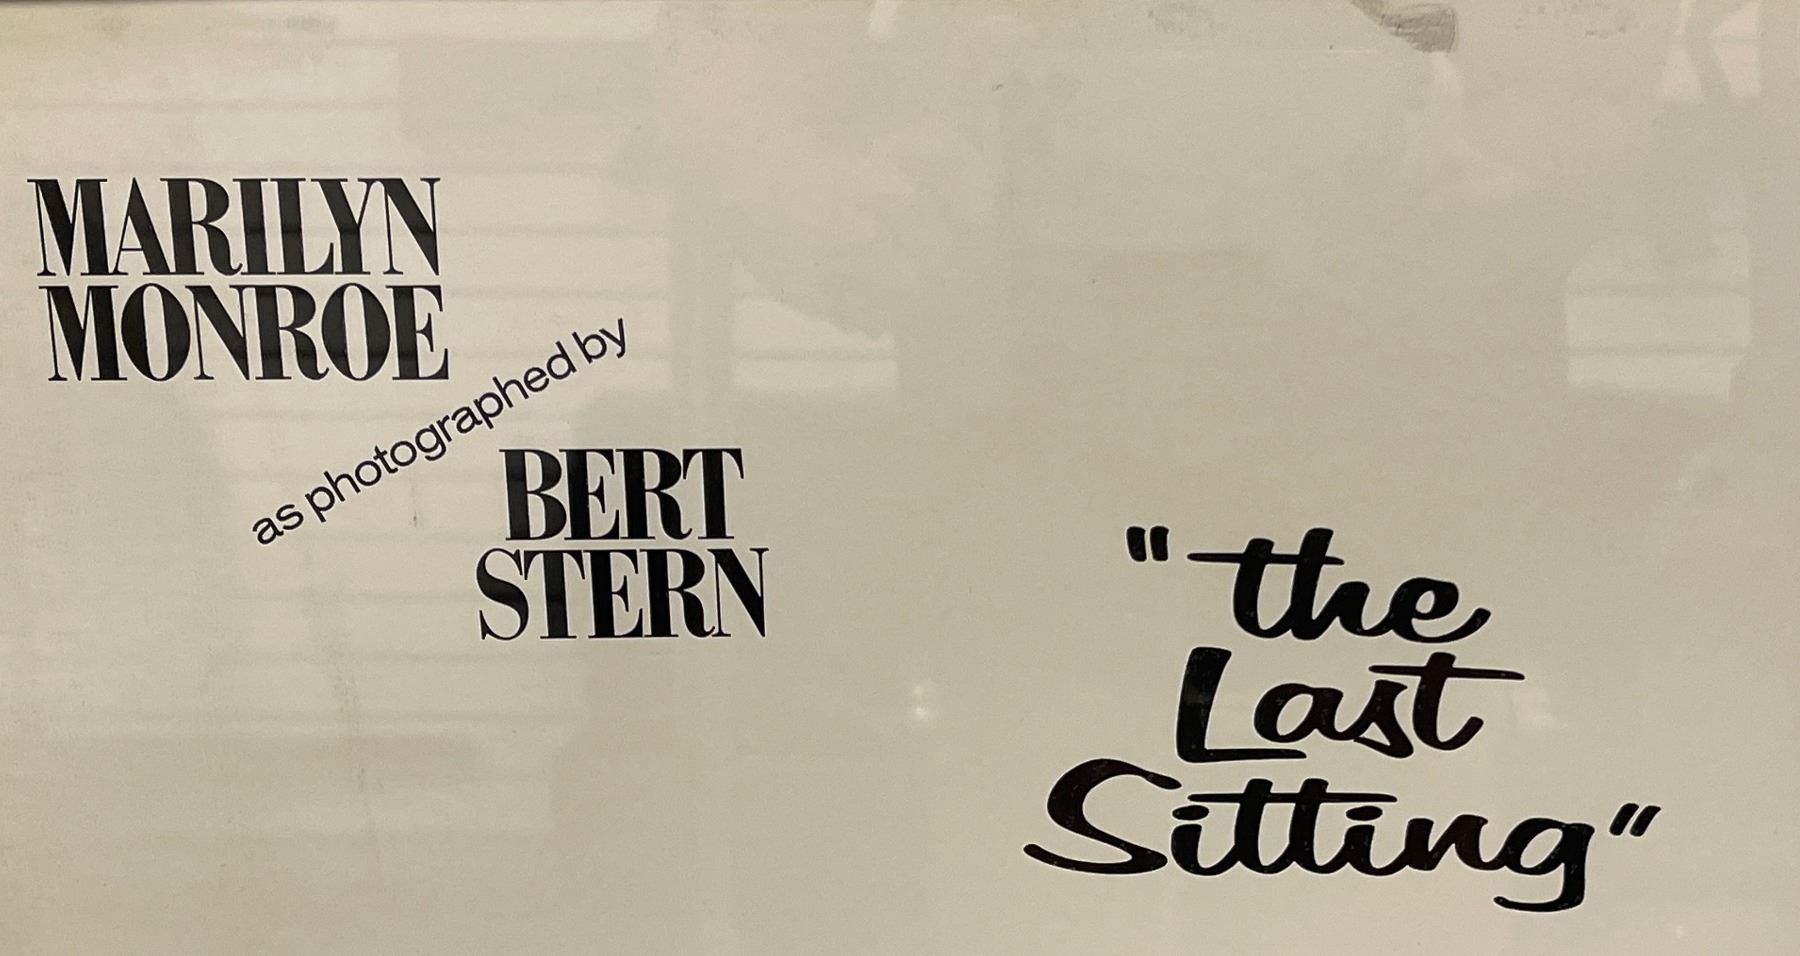 MARILYN
MONROE
as photographed by
BERT
STERN
"the
Last
Sitting"